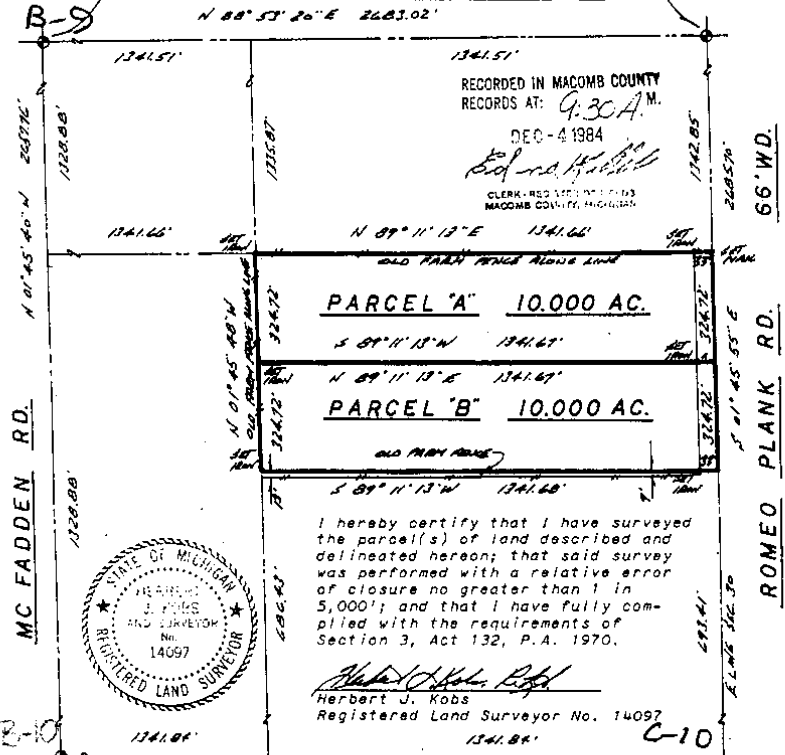 B-9
N 88° 53' 20" E 2683.02'
1341.51' 1341.51'
RECORDED IN MACOMB COUNTY
RECORDS AT: 9:30 A.M.
DEC-4 1984
CLERK-REGISTER OF DEEDS
MACOMB COUNTY, MICHIGAN
N 01° 45' 40" W 2657.76'
1328.88'
1335.87'
1342.85'
2685.70'
66' WD.
1341.66' N 89° 11' 13" E 1341.66'
SET IRON
SET IRON
SET NAIL
OLD FARM FENCE ALONG LINE
33'
PARCEL "A" 10.000 AC.
324.72'
324.72'
S 89° 11' 13" W 1341.67'
N 01° 45' 48" W
OLD FARM FENCE ALONG LINE
S 01° 45' 55" E
SET IRON
SET IRON
N 89° 11' 13" E 1341.67'
PARCEL "B" 10.000 AC.
324.72'
324.72'
OLD FARM FENCE
33'
SET IRON
SET IRON
S 89° 11' 13" W 1341.68'
MC FADDEN RD.
ROMEO PLANK RD.
1328.88'
686.43'
693.41'
E LINE SEC. 30
I hereby certify that I have surveyed
the parcel(s) of land described and
delineated hereon; that said survey
was performed with a relative error
of closure no greater than 1 in
5,000'; and that I have fully com-
plied with the requirements of
Section 3, Act 132, P.A. 1970.
Herbert J. Kobs
Registered Land Surveyor No. 14097
STATE OF MICHIGAN
HERBERT
J. KOBS
LAND SURVEYOR
No.
14097
REGISTERED LAND SURVEYOR
B-10
1341.84' 1341.84'
C-10